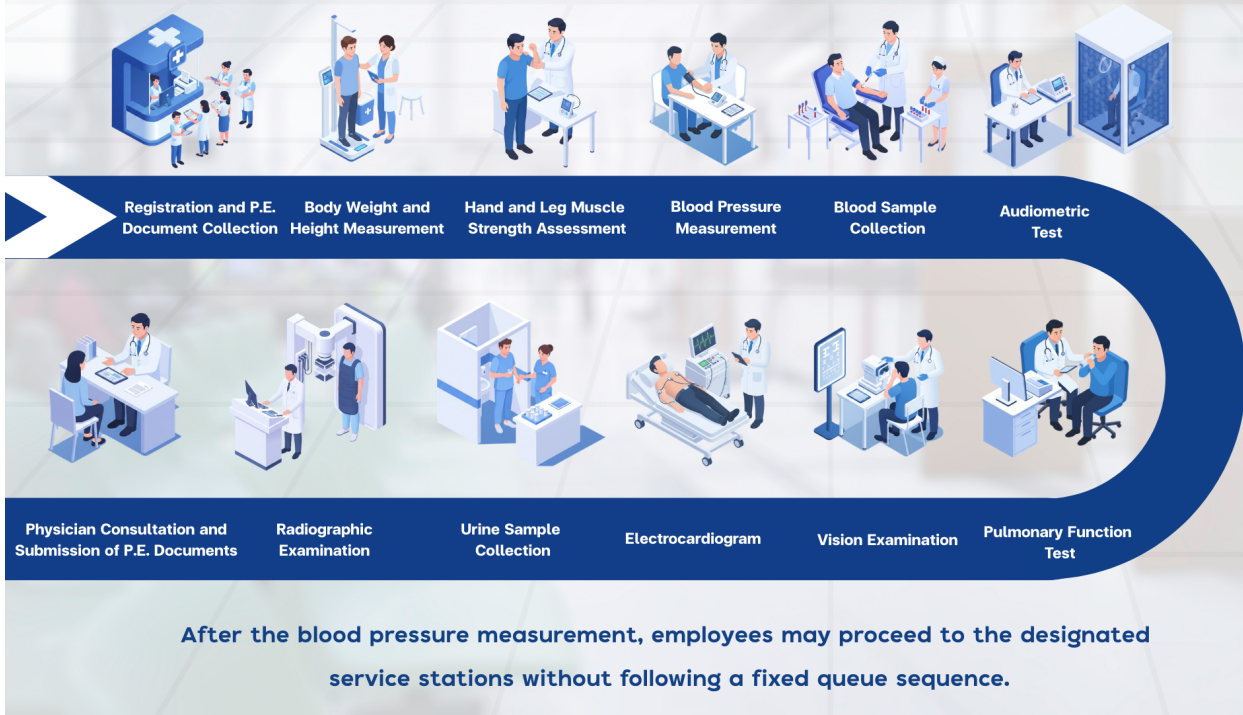 Registration and P.E.
Document Collection
Body Weight and
Height Measurement
Hand and Leg Muscle
Strength Assessment
Blood Pressure
Measurement
Blood Sample
Collection
Audiometric
Test
Pulmonary Function
Test
Vision Examination
Electrocardiogram
Urine Sample
Collection
Radiographic
Examination
Physician Consultation and
Submission of P.E. Documents
After the blood pressure measurement, employees may proceed to the designated
service stations without following a fixed queue sequence.